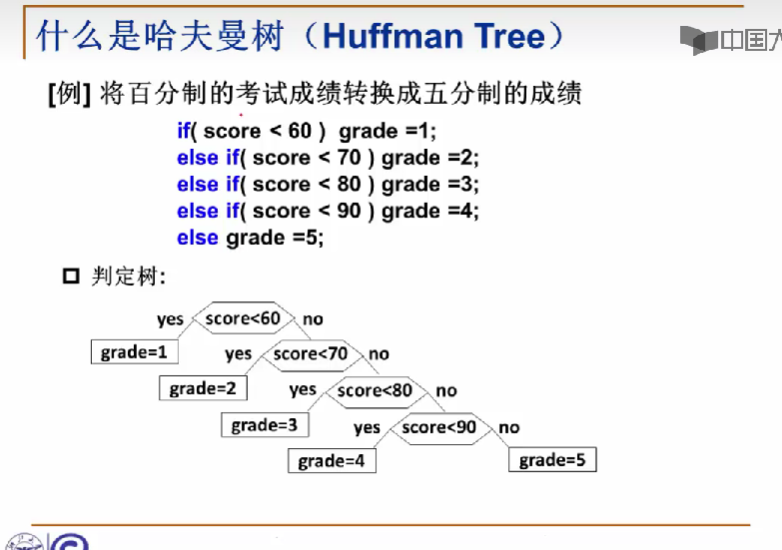 什么是哈夫曼树（Huffman Tree）
中国大
[例] 将百分制的考试成绩转换成五分制的成绩
if( score < 60 ) grade =1;
else if( score < 70 ) grade =2;
else if( score < 80 ) grade =3;
else if( score < 90 ) grade =4;
else grade =5;
判定树:
yes score<60 no
grade=1 yes score<70 no
grade=2 yes score<80 no
grade=3 yes score<90 no
grade=4 grade=5